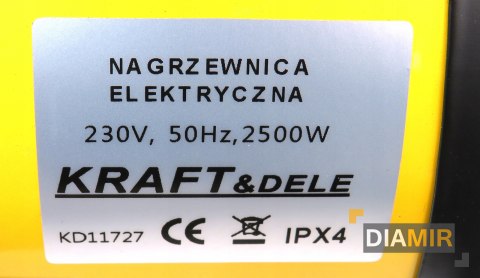 NAGRZEWNICA
ELEKTRYCZNA
230V, 50Hz,2500W
KRAFT&DELE
KD11727 CE IPX4
DIAMIR